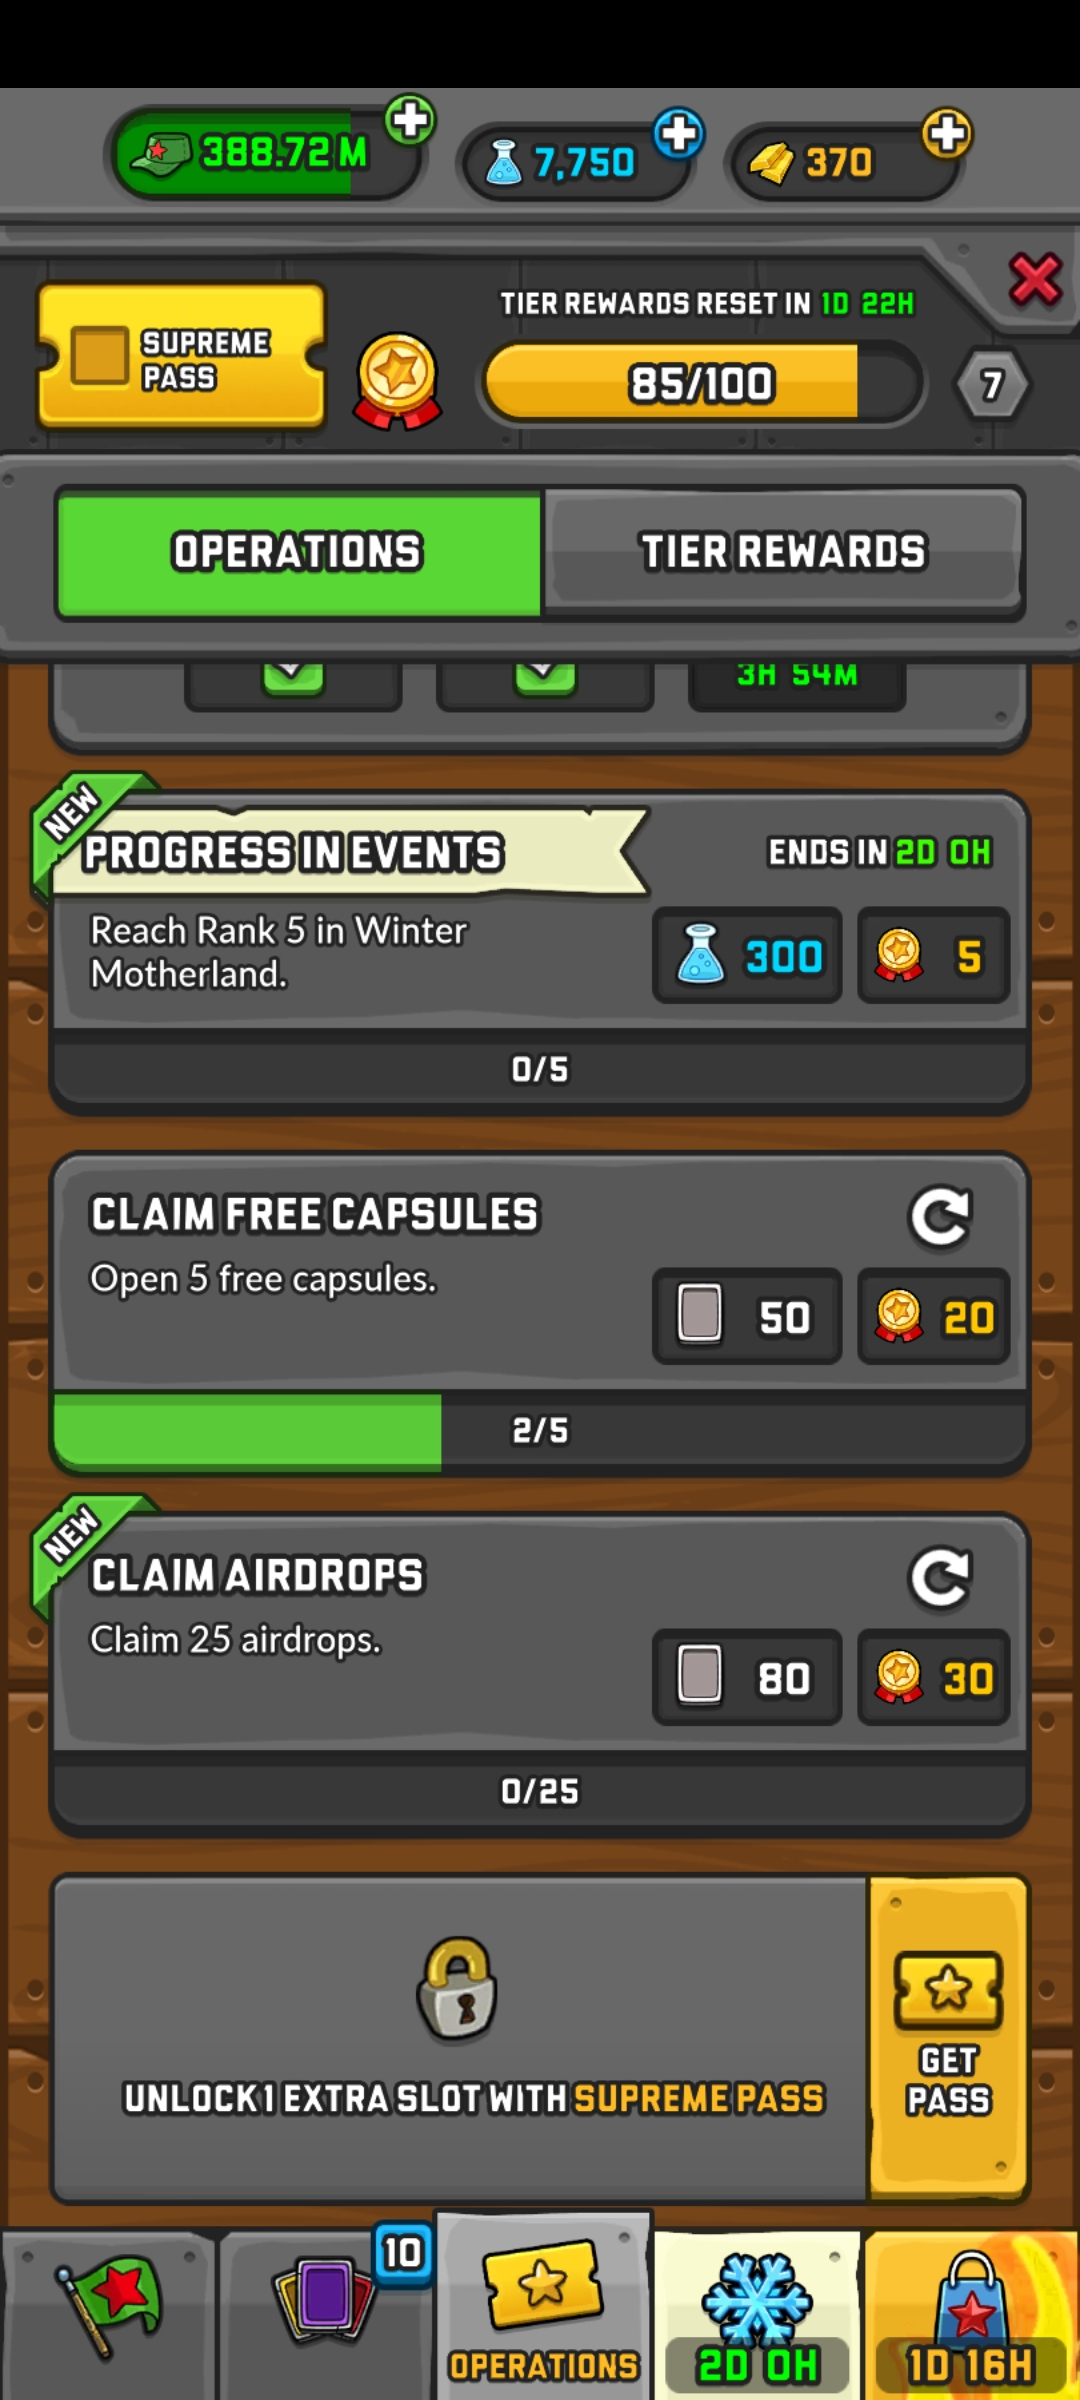 388.72 M
7,750
370
TIER REWARDS RESET IN 1D 22H
SUPREME
PASS
85/100
7
OPERATIONS
TIER REWARDS
3H 54M
NEW
PROGRESS IN EVENTS
ENDS IN 2D 0H
Reach Rank 5 in Winter
Motherland.
300
5
0/5
CLAIM FREE CAPSULES
Open 5 free capsules.
50
20
2/5
NEW
CLAIM AIRDROPS
Claim 25 airdrops.
80
30
0/25
UNLOCK 1 EXTRA SLOT WITH SUPREME PASS
GET
PASS
10
OPERATIONS
2D 0H
1D 16H